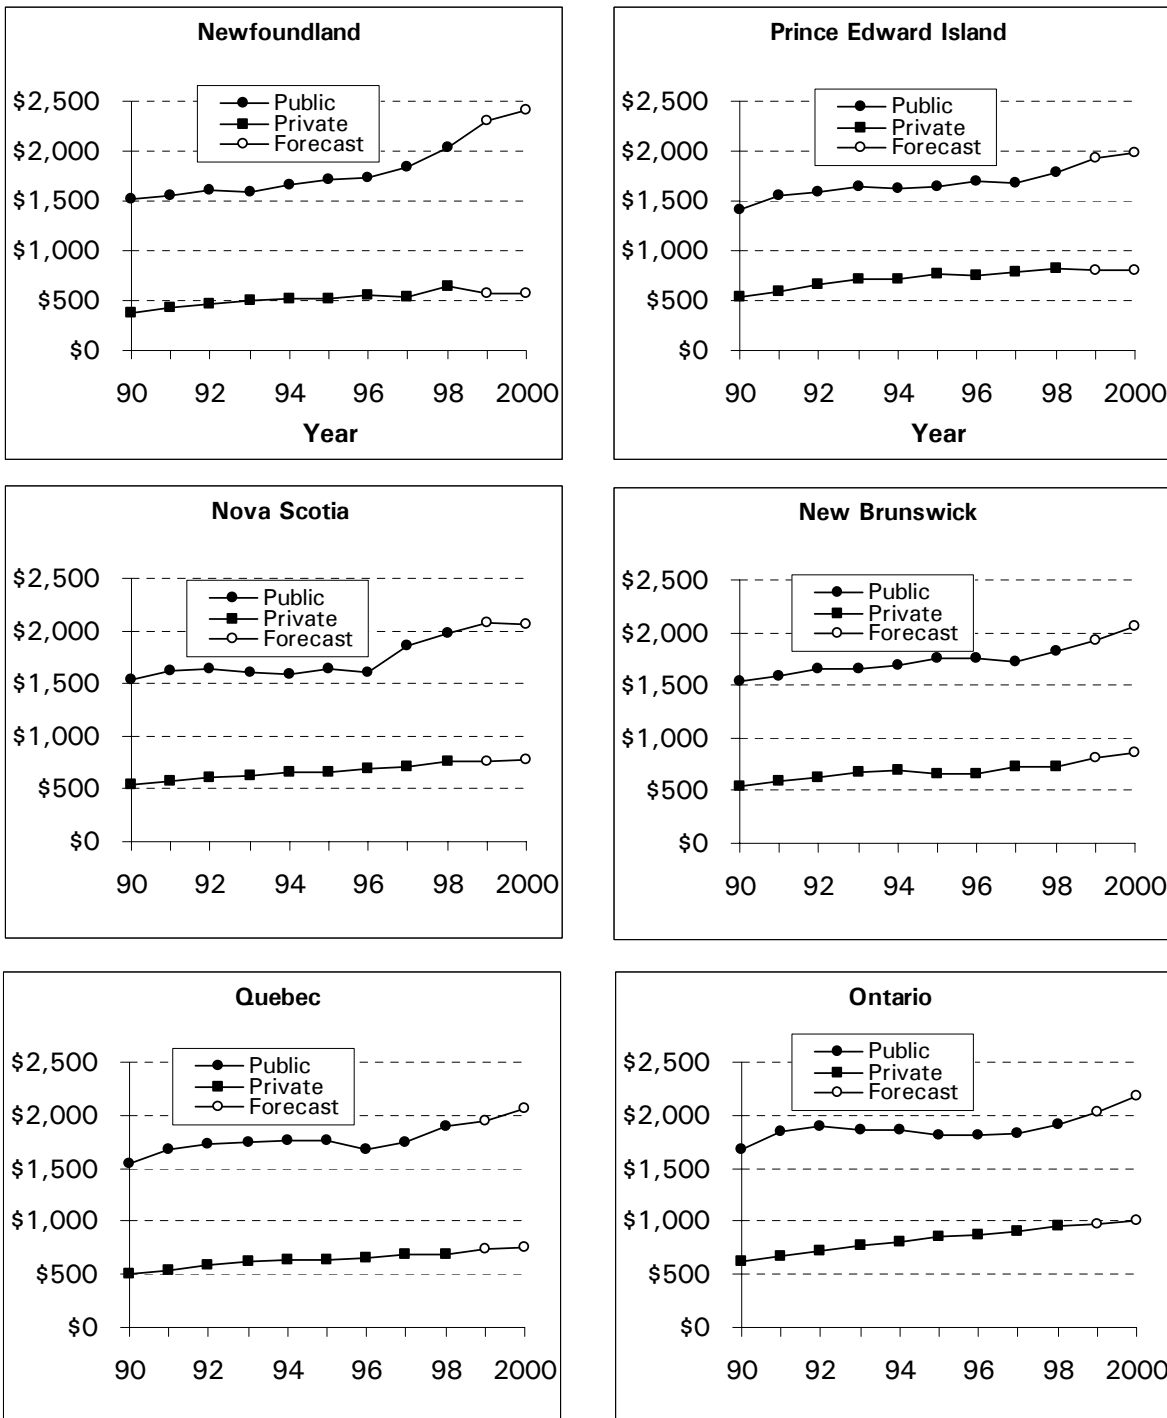 Newfoundland
$2,500
$2,000
$1,500
$1,000
$500
$0
Public
Private
Forecast
90 92 94 96 98 2000
Year
Prince Edward Island
$2,500
$2,000
$1,500
$1,000
$500
$0
Public
Private
Forecast
90 92 94 96 98 2000
Year
Nova Scotia
$2,500
$2,000
$1,500
$1,000
$500
$0
Public
Private
Forecast
90 92 94 96 98 2000
New Brunswick
$2,500
$2,000
$1,500
$1,000
$500
$0
Public
Private
Forecast
90 92 94 96 98 2000
Quebec
$2,500
$2,000
$1,500
$1,000
$500
$0
Public
Private
Forecast
90 92 94 96 98 2000
Ontario
$2,500
$2,000
$1,500
$1,000
$500
$0
Public
Private
Forecast
90 92 94 96 98 2000